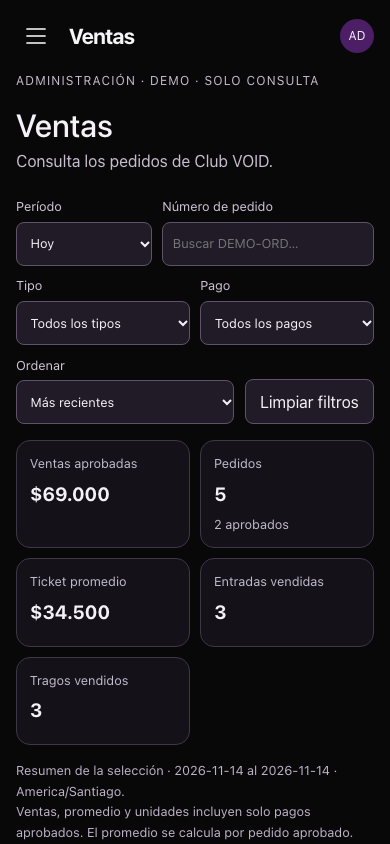 Ventas
AD
ADMINISTRACIÓN · DEMO · SOLO CONSULTA
Ventas
Consulta los pedidos de Club VOID.
Período
Número de pedido
Hoy
Buscar DEMO-ORD...
Tipo
Pago
Todos los tipos
Todos los pagos
Ordenar
Más recientes
Limpiar filtros
Ventas aprobadas
$69.000
Pedidos
5
2 aprobados
Ticket promedio
$34.500
Entradas vendidas
3
Tragos vendidos
3
Resumen de la selección · 2026-11-14 al 2026-11-14 ·
America/Santiago.
Ventas, promedio y unidades incluyen solo pagos
aprobados. El promedio se calcula por pedido aprobado.